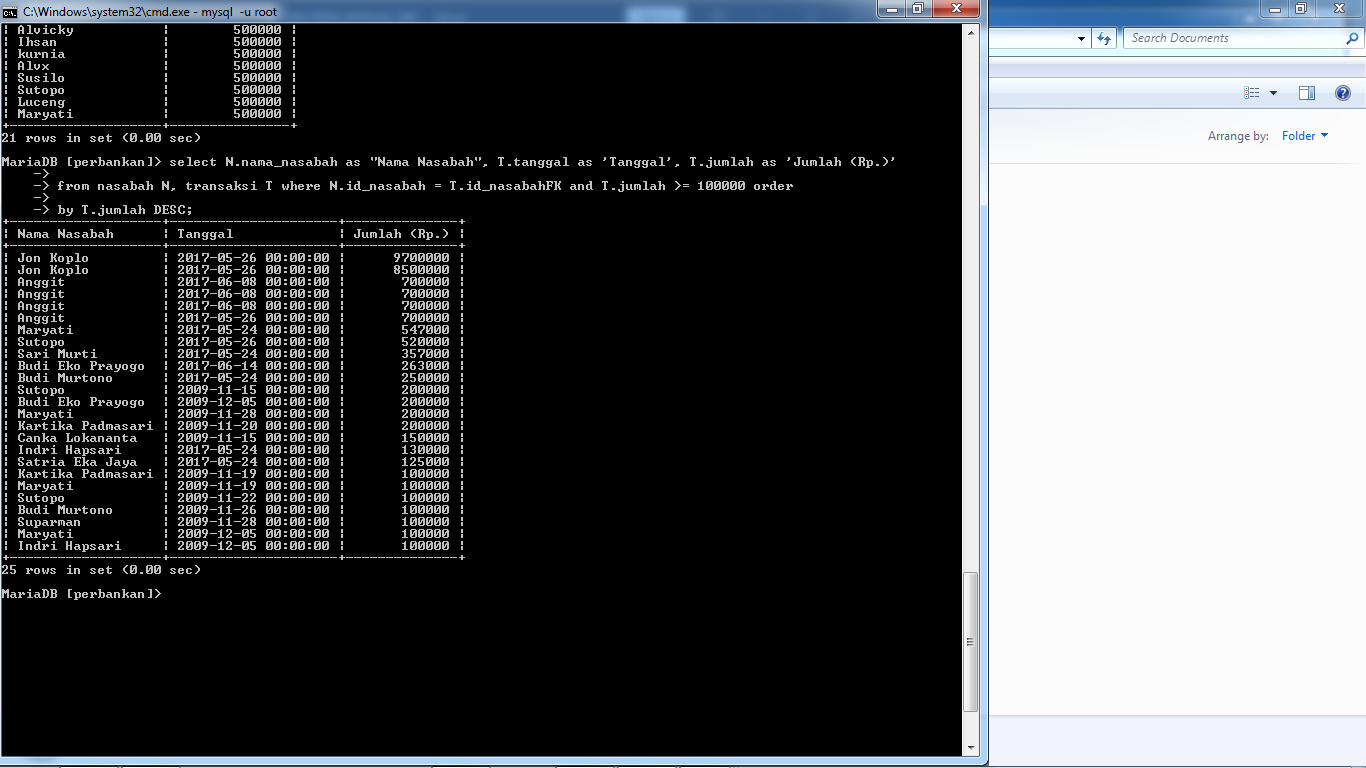 C:\Windows\system32\cmd.exe - mysql  -u root
| Alvicky            |        500000 |
| Ihsan              |        500000 |
| kurnia             |        500000 |
| Alvx               |        500000 |
| Susilo             |        500000 |
| Sutopo             |        500000 |
| Luceng             |        500000 |
| Maryati            |        500000 |
+--------------------+---------------+
21 rows in set (0.00 sec)
MariaDB [perbankan]> select N.nama_nasabah as "Nama Nasabah", T.tanggal as 'Tanggal', T.jumlah as 'Jumlah (Rp.)'
    ->
    -> from nasabah N, transaksi T where N.id_nasabah = T.id_nasabahFK and T.jumlah >= 100000 order
    ->
    -> by T.jumlah DESC;
+-------------------+---------------------+--------------+
| Nama Nasabah      | Tanggal             | Jumlah (Rp.) |
+-------------------+---------------------+--------------+
| Jon Koplo         | 2017-05-26 00:00:00 |      9700000 |
| Jon Koplo         | 2017-05-26 00:00:00 |      8500000 |
| Anggit            | 2017-06-08 00:00:00 |       700000 |
| Anggit            | 2017-06-08 00:00:00 |       700000 |
| Anggit            | 2017-06-08 00:00:00 |       700000 |
| Anggit            | 2017-05-26 00:00:00 |       700000 |
| Maryati           | 2017-05-24 00:00:00 |       547000 |
| Sutopo            | 2017-05-26 00:00:00 |       520000 |
| Sari Murti        | 2017-05-24 00:00:00 |       357000 |
| Budi Eko Prayogo  | 2017-06-14 00:00:00 |       263000 |
| Budi Murtono      | 2017-05-24 00:00:00 |       250000 |
| Sutopo            | 2009-11-15 00:00:00 |       200000 |
| Budi Eko Prayogo  | 2009-12-05 00:00:00 |       200000 |
| Maryati           | 2009-11-28 00:00:00 |       200000 |
| Kartika Padmasari | 2009-11-20 00:00:00 |       200000 |
| Canka Lokananta   | 2009-11-15 00:00:00 |       150000 |
| Indri Hapsari     | 2017-05-24 00:00:00 |       130000 |
| Satria Eka Jaya   | 2017-05-24 00:00:00 |       125000 |
| Kartika Padmasari | 2009-11-19 00:00:00 |       100000 |
| Maryati           | 2009-11-19 00:00:00 |       100000 |
| Sutopo            | 2009-11-22 00:00:00 |       100000 |
| Budi Murtono      | 2009-11-26 00:00:00 |       100000 |
| Suparman          | 2009-11-28 00:00:00 |       100000 |
| Maryati           | 2009-12-05 00:00:00 |       100000 |
| Indri Hapsari     | 2009-12-05 00:00:00 |       100000 |
+-------------------+---------------------+--------------+
25 rows in set (0.00 sec)
MariaDB [perbankan]>
Search Documents
Arrange by: Folder